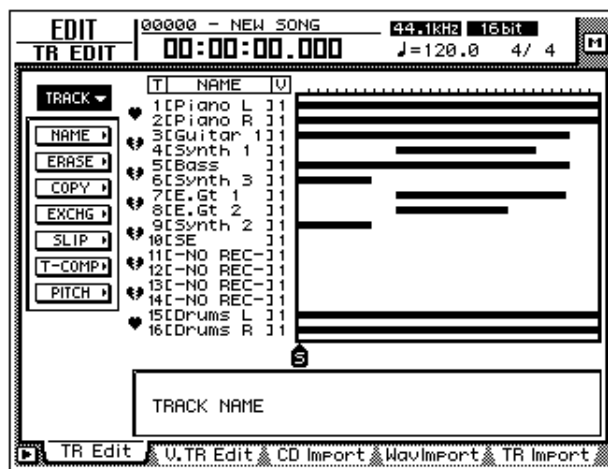 EDIT
TR EDIT
00000 - NEW SONG
00:00:00.000
44.1kHz 16bit
♩=120.0 4/ 4
M
TRACK
NAME
ERASE
COPY
EXCHG
SLIP
T-COMP
PITCH
T NAME V
1[Piano L ]1
2[Piano R ]1
3[Guitar 1]1
4[Synth 1 ]1
5[Bass ]1
6[Synth 3 ]1
7[E.Gt 1 ]1
8[E.Gt 2 ]1
9[Synth 2 ]1
10[SE ]1
11[-NO REC-]1
12[-NO REC-]1
13[-NO REC-]1
14[-NO REC-]1
15[Drums L ]1
16[Drums R ]1
S
TRACK NAME
TR Edit V.TR Edit CD Import WavImport TR Import